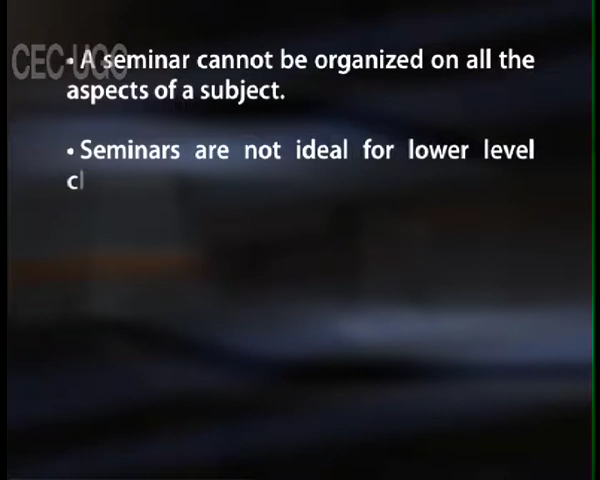 CEC-UGC
• A seminar cannot be organized on all the
aspects of a subject.
• Seminars are not ideal for lower level